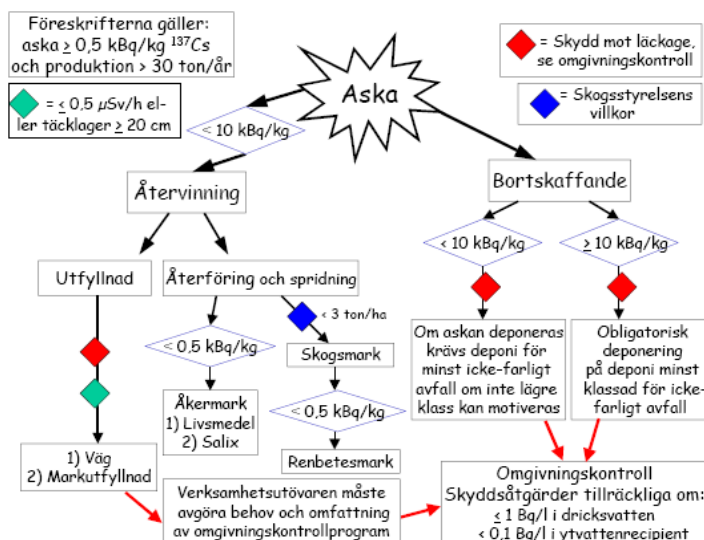 Föreskrifterna gäller:
aska ≥ 0,5 kBq/kg ¹³⁷Cs
och produktion > 30 ton/år
= ≤ 0,5 µSv/h el-
ler täcklager ≥ 20 cm
Aska
= Skydd mot läckage,
se omgivningskontroll
= Skogsstyrelsens
villkor
< 10 kBq/kg
Återvinning
Bortskaffande
< 10 kBq/kg
≥ 10 kBq/kg
Utfyllnad
Återföring och spridning
< 3 ton/ha
< 0,5 kBq/kg
Skogsmark
Om askan deponeras
krävs deponi för
minst icke-farligt
avfall om inte lägre
klass kan motiveras
Obligatorisk
deponering
på deponi minst
klassad för icke-
farligt avfall
Åkermark
1) Livsmedel
2) Salix
< 0,5 kBq/kg
Renbetesmark
1) Väg
2) Markutfyllnad
Verksamhetsutövaren måste
avgöra behov och omfattning
av omgivningskontrollprogram
Omgivningskontroll
Skyddsåtgärder tillräckliga om:
≤ 1 Bq/l i dricksvatten
< 0,1 Bq/l i ytvattenrecipient